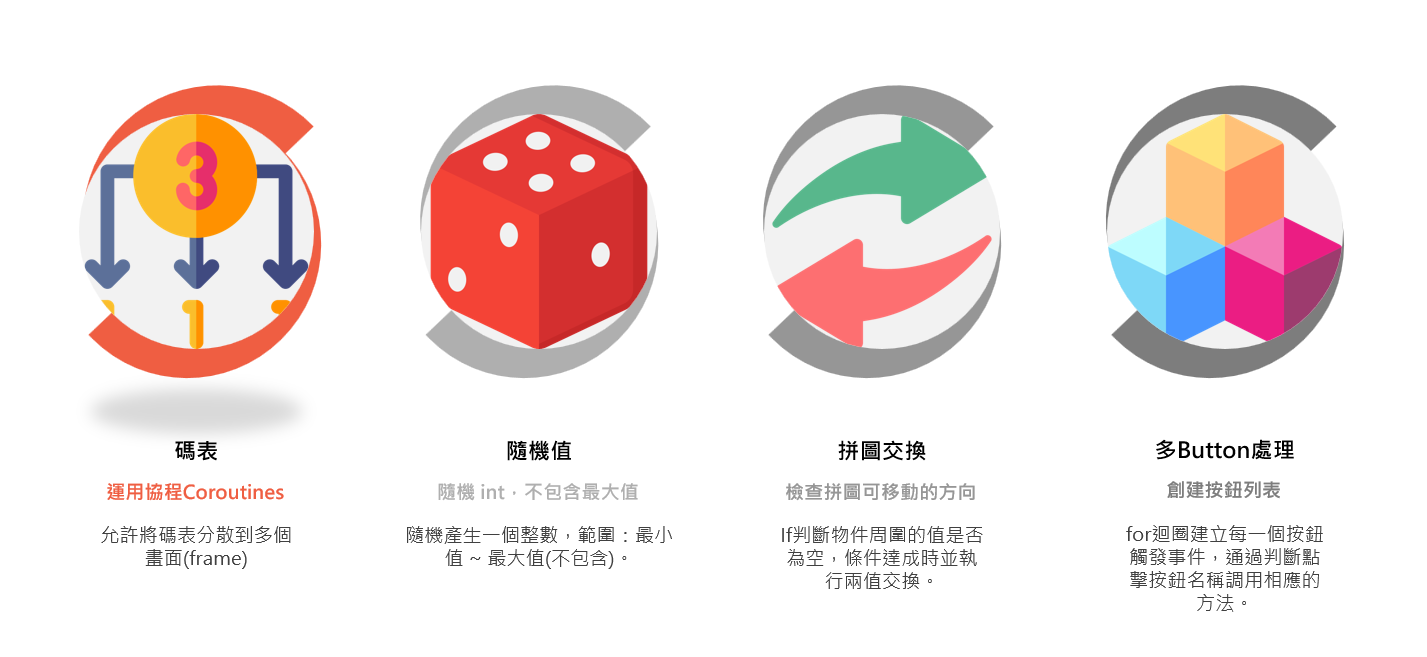 3
1
碼表
運用協程Coroutines
允許將碼表分散到多個
畫面(frame)
隨機值
隨機 int，不包含最大值
隨機產生一個整數，範圍：最小
值 ~ 最大值(不包含)。
拼圖交換
檢查拼圖可移動的方向
If判斷物件周圍的值是否
為空，條件達成時並執
行兩值交換。
多Button處理
創建按鈕列表
for迴圈建立每一個按鈕
觸發事件，通過判斷點
擊按鈕名稱調用相應的
方法。